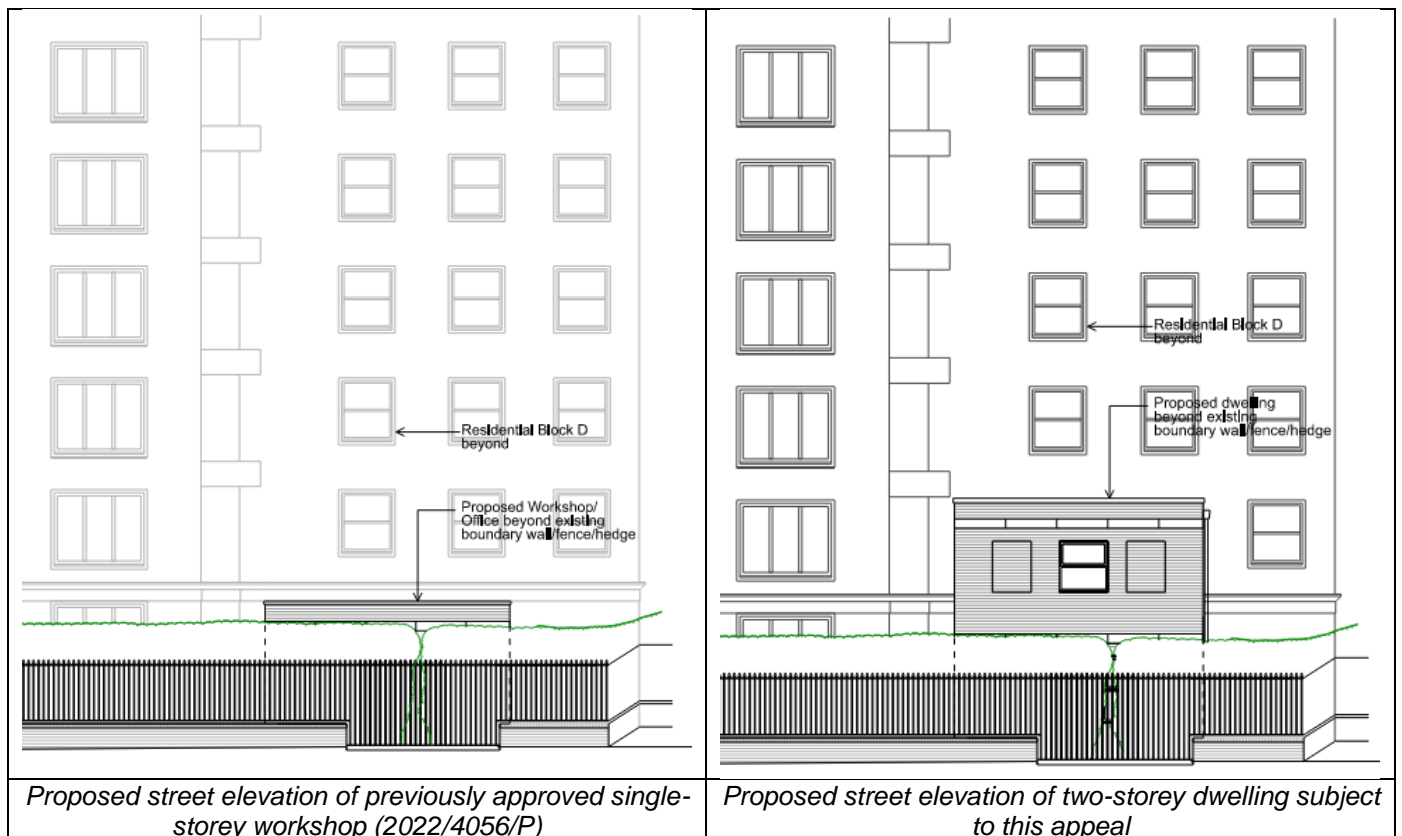 Residential Block D
beyond
Proposed Workshop/
Office beyond existing
boundary wall/fence/hedge
Proposed street elevation of previously approved single-
storey workshop (2022/4056/P)
Residential Block D
beyond
Proposed dwelling
beyond existing
boundary wall/fence/hedge
Proposed street elevation of two-storey dwelling subject
to this appeal